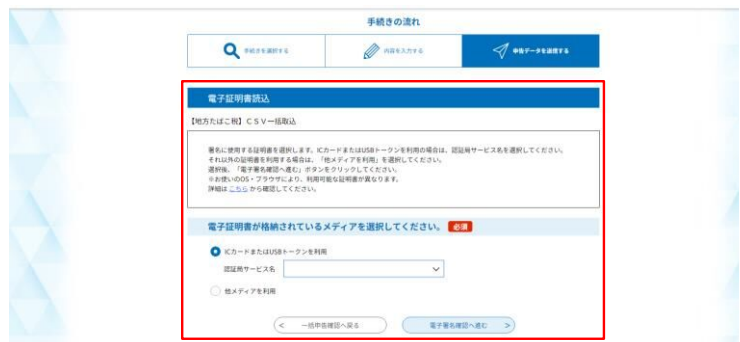 手続きの流れ
手続きを選択する
内容を入力する
申告データを送信する
電子証明書読込
【地方たばこ税】CSV一括取込
署名に使用する証明書を選択します。ICカードまたはUSBトークンを利用の場合は、認証局サービス名を選択してください。
それ以外の証明書を利用する場合は、「他メディアを利用」を選択してください。
選択後、「電子署名確認へ進む」ボタンをクリックしてください。
※お使いのOS・ブラウザにより、利用可能な証明書が異なります。
詳細はこちらから確認してください。
電子証明書が格納されているメディアを選択してください。 必須
ICカードまたはUSBトークンを利用
認証局サービス名
他メディアを利用
< 一括申告確認へ戻る
電子署名確認へ進む >